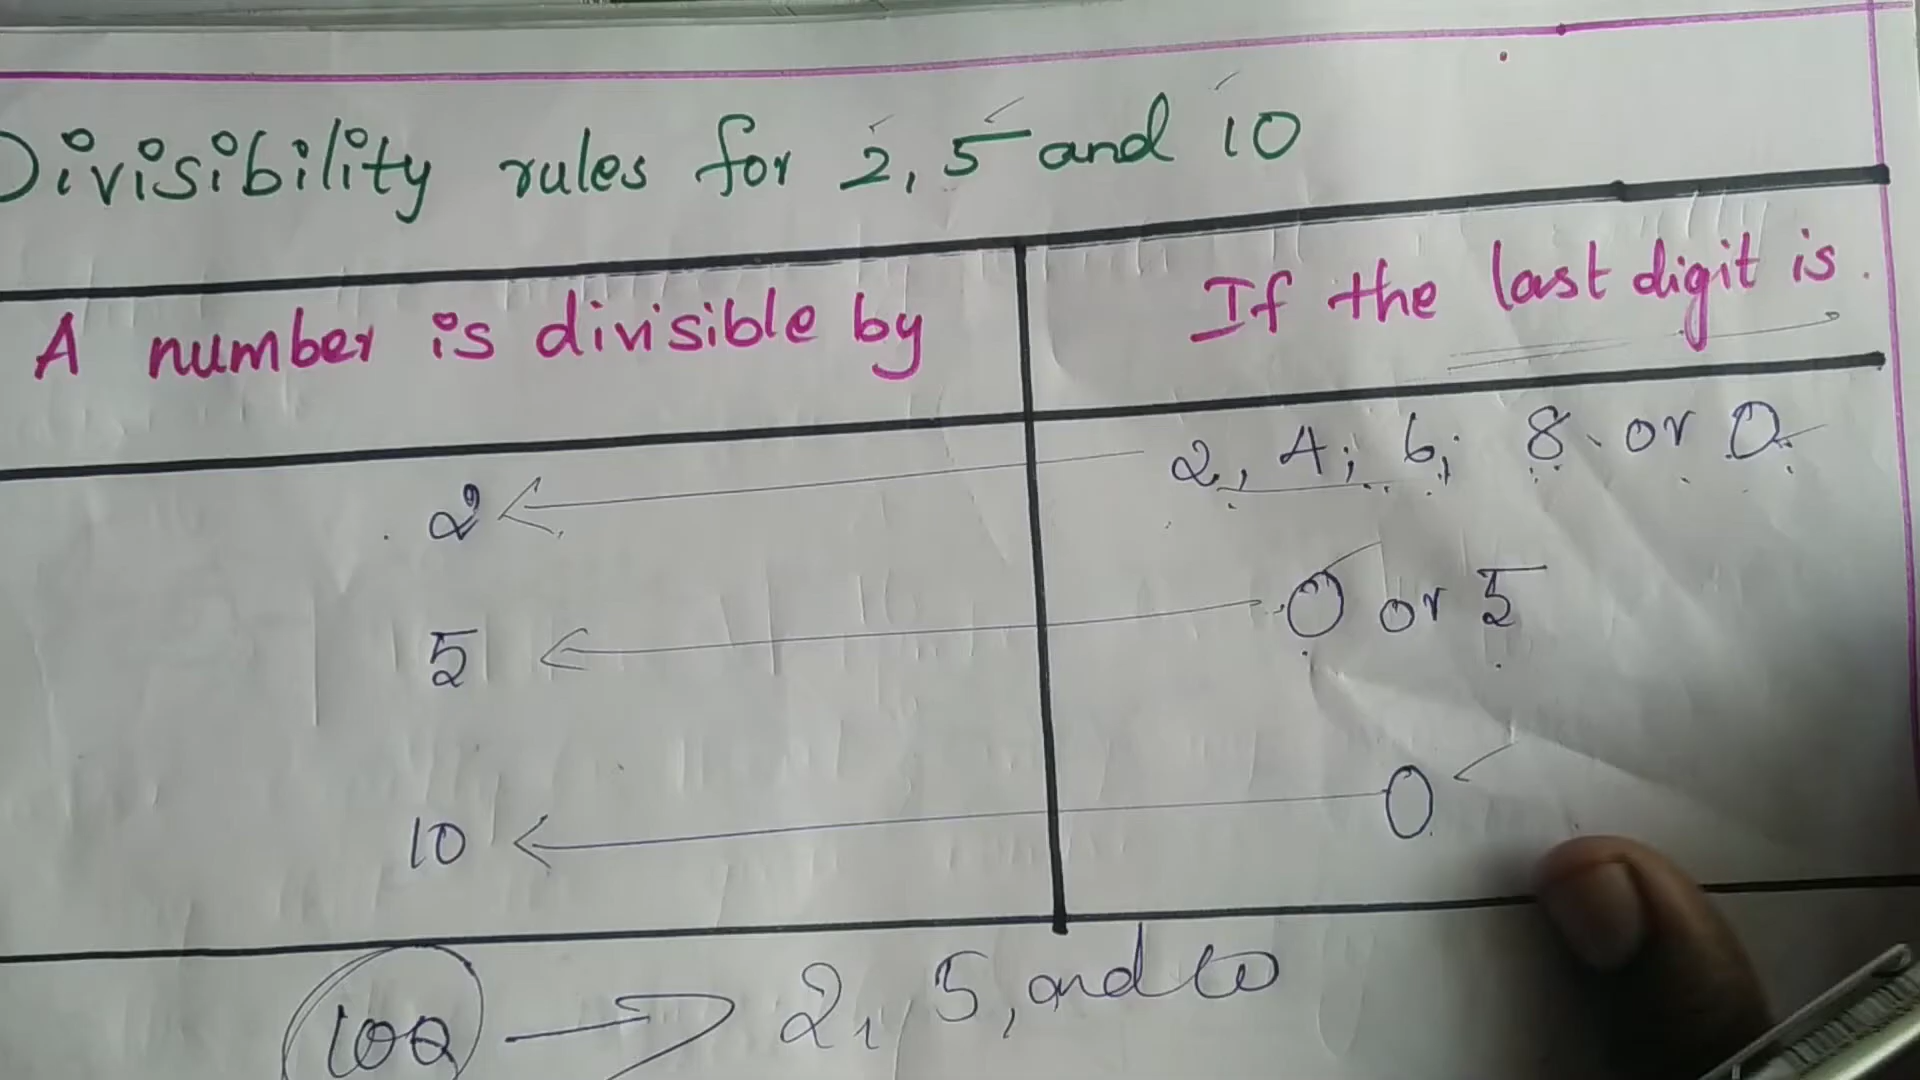 Divisibility rules for 2, 5 and 10
A number is divisible by If the last digit is.
2 2, 4, 6, 8 or 0
5 0 or 5
10 0
100 2, 5, and 10